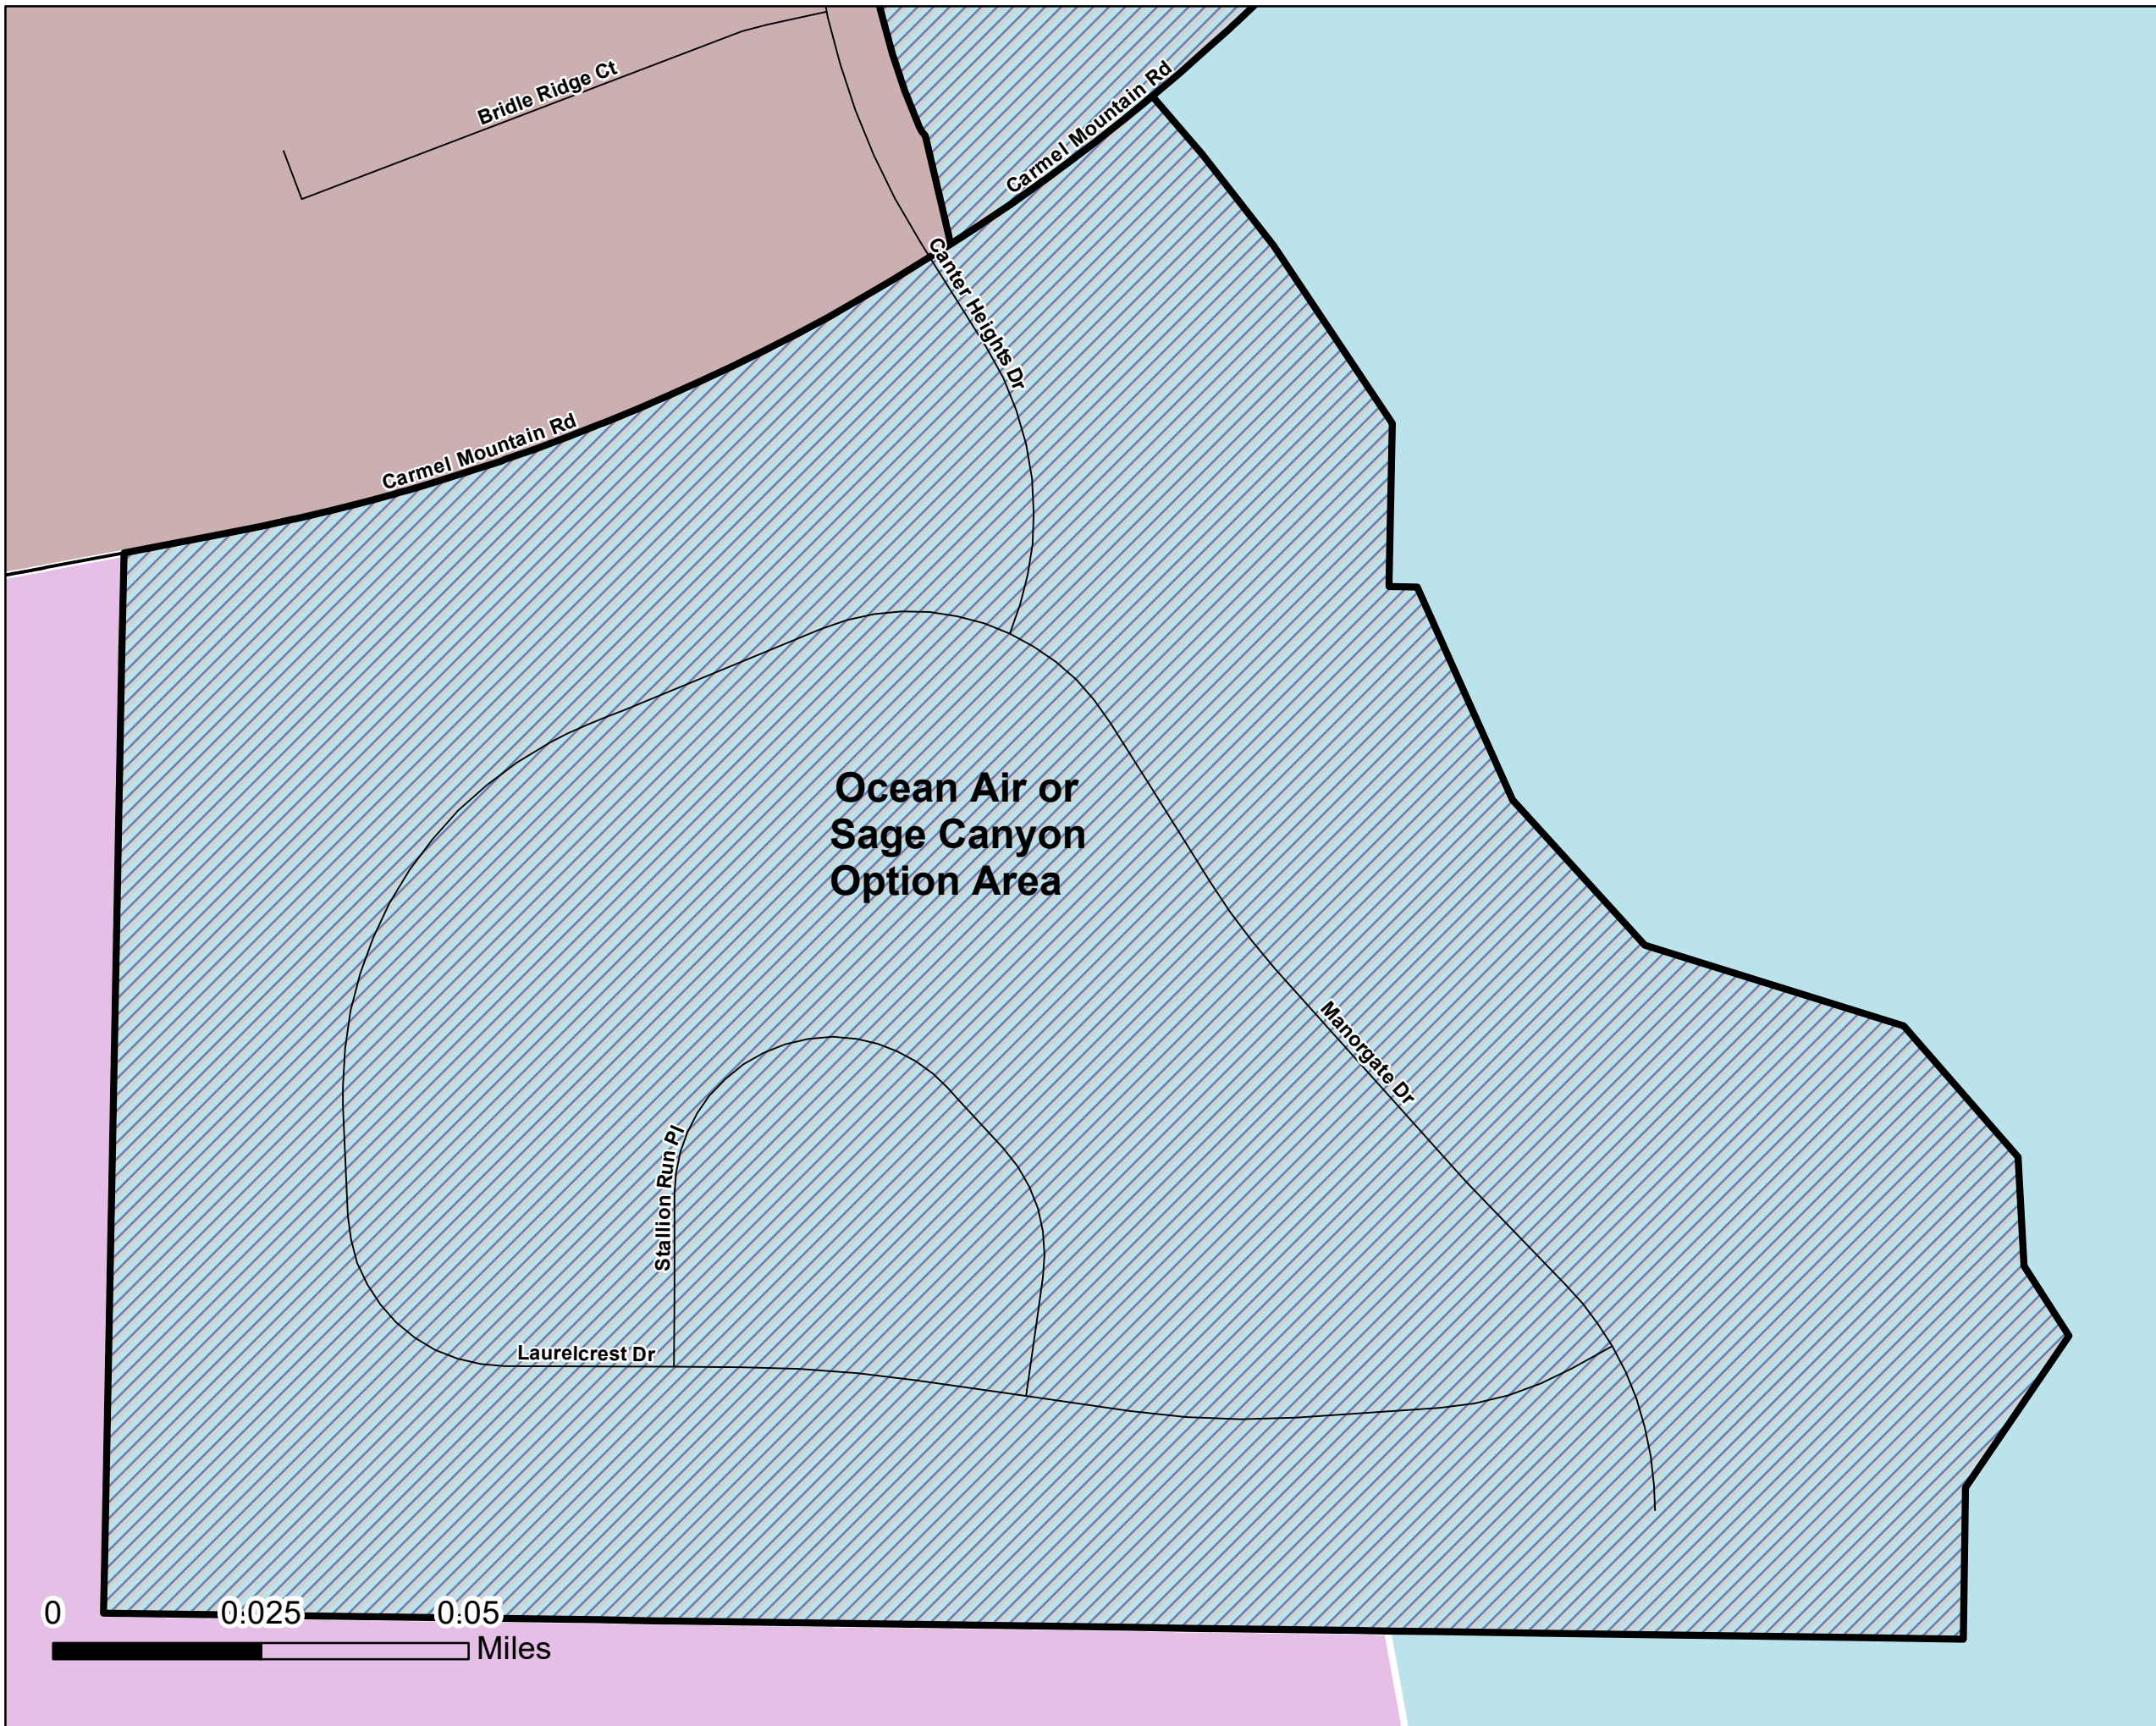 Bridle Ridge Ct
Carmel Mountain Rd
Canter Heights Dr
Carmel Mountain Rd
Ocean Air or
Sage Canyon
Option Area
Manorgate Dr
Stallion Run Pl
Laurelcrest Dr
0 0.025 0.05
Miles